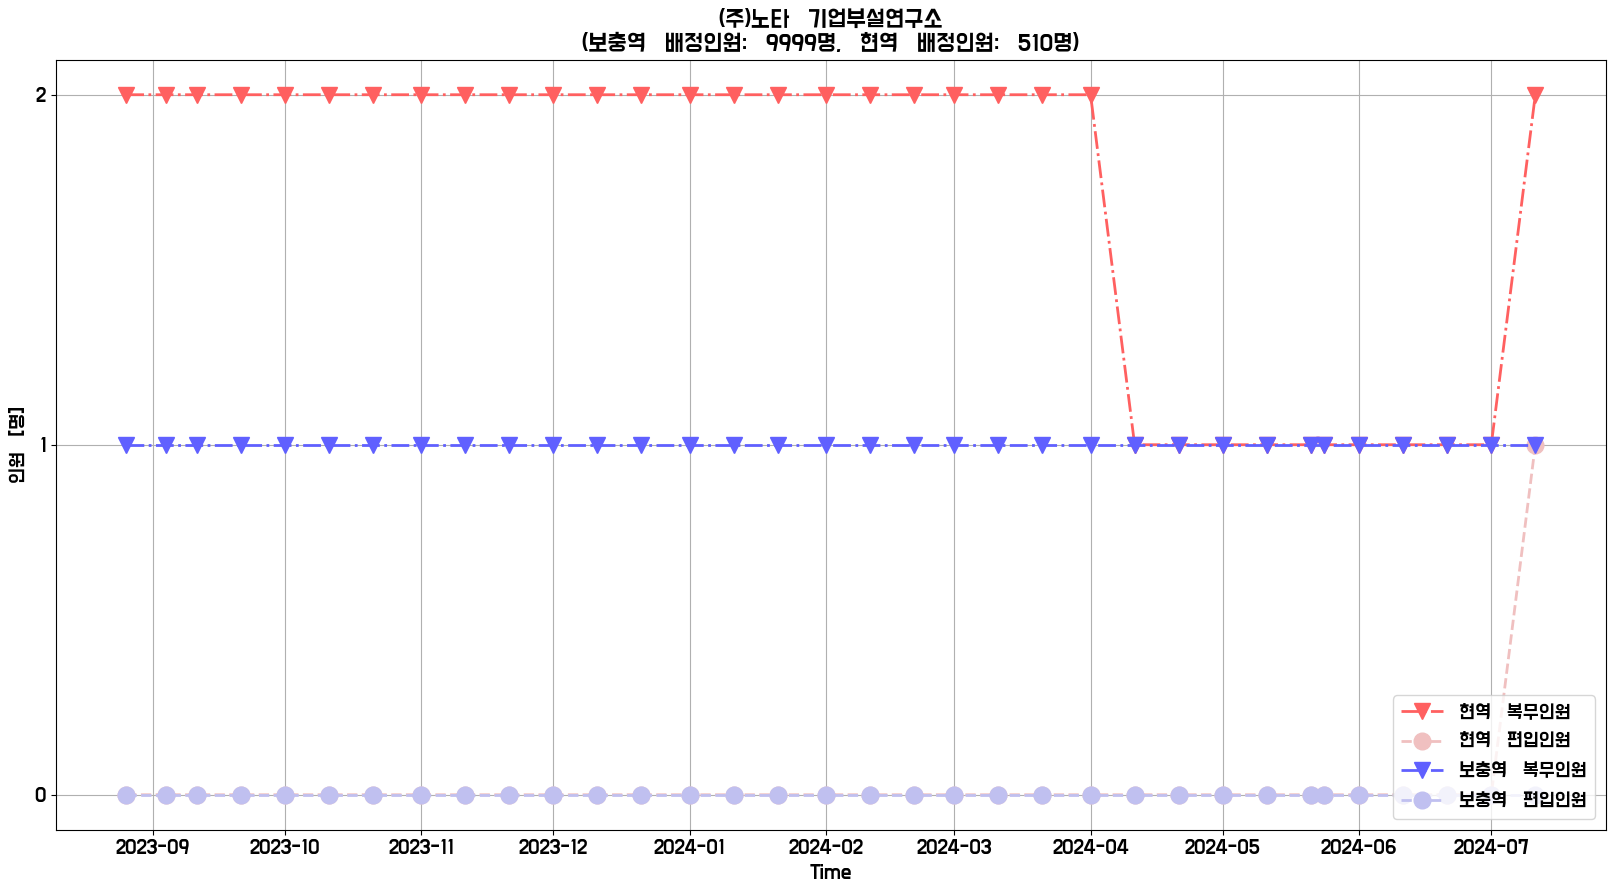 (주)노타 기업부설연구소
(보충역 배정인원: 9999명, 현역 배정인원: 510명)
2
1
0
인원 [명]
현역 복무인원
현역 편입인원
보충역 복무인원
보충역 편입인원
2023-09 2023-10 2023-11 2023-12 2024-01 2024-02 2024-03 2024-04 2024-05 2024-06 2024-07
Time